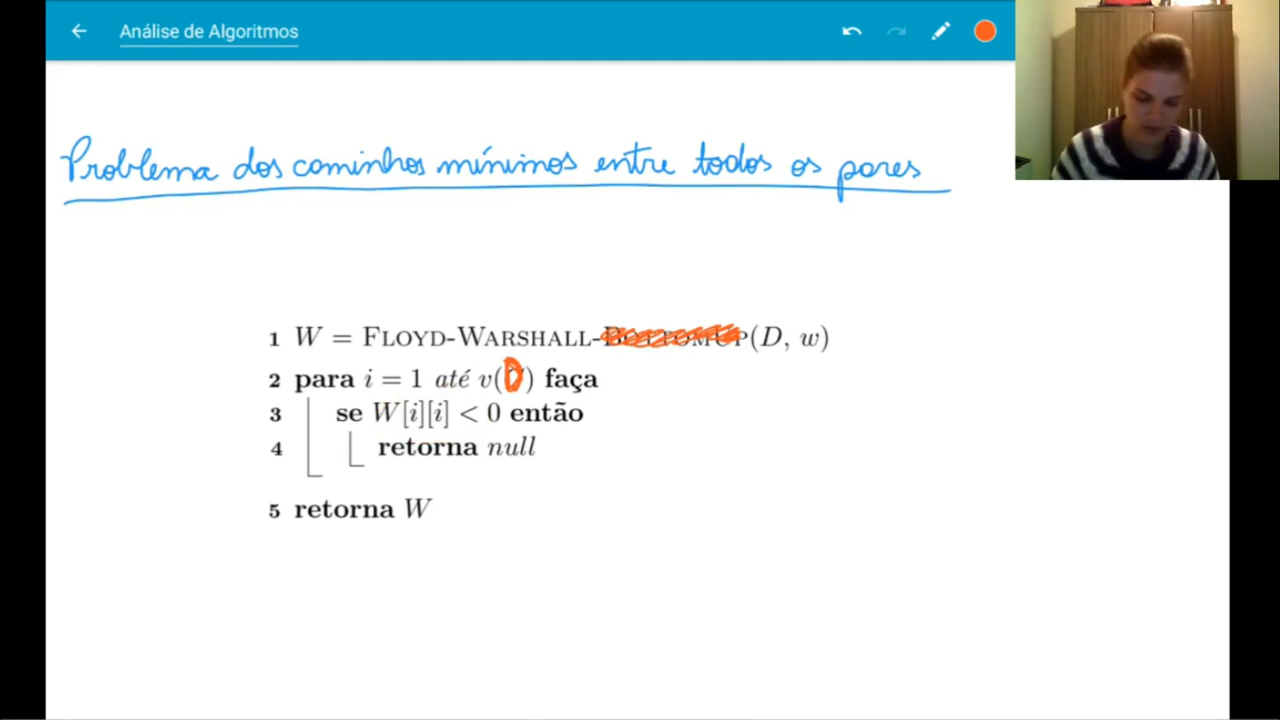 Análise de Algoritmos
Problema dos caminhos mínimos entre todos os pares
1 W = FLOYD-WARSHALL-BOTTOMUP(D, w)
2 para i = 1 até v(D) faça
3 se W[i][i] < 0 então
4 retorna null
5 retorna W